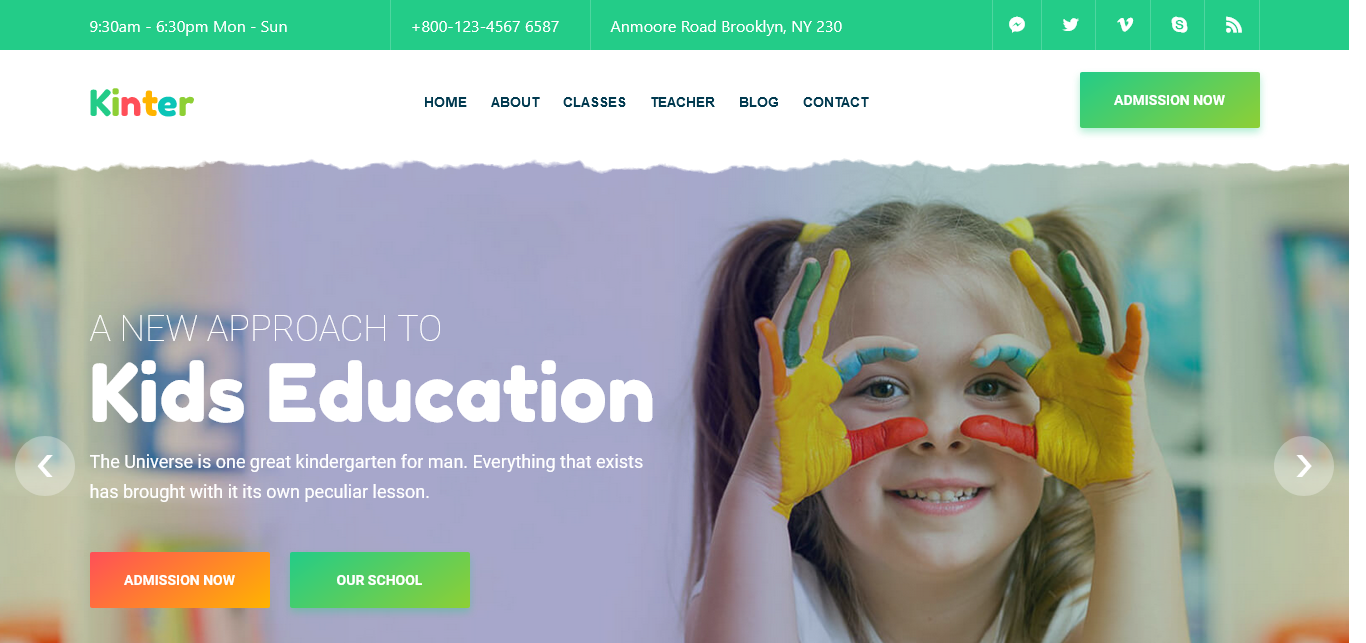 9:30am - 6:30pm Mon - Sun
+800-123-4567 6587
Anmoore Road Brooklyn, NY 230
Kinter
HOME
ABOUT
CLASSES
TEACHER
BLOG
CONTACT
ADMISSION NOW
A NEW APPROACH TO
Kids Education
The Universe is one great kindergarten for man. Everything that exists
has brought with it its own peculiar lesson.
ADMISSION NOW
OUR SCHOOL